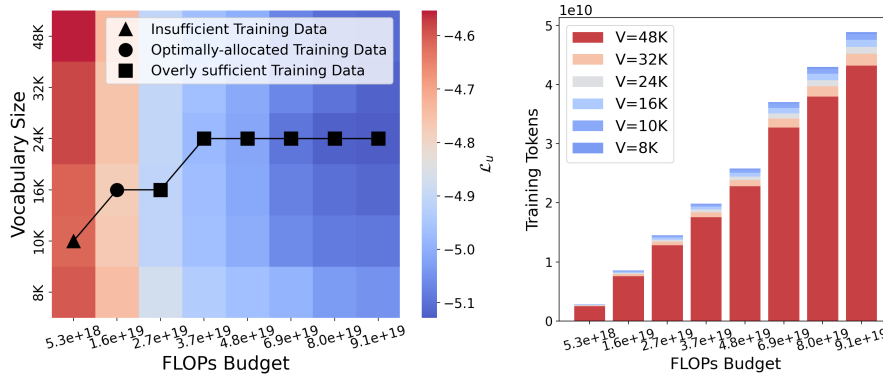 Insufficient Training Data
Optimally-allocated Training Data
Overly sufficient Training Data
Vocabulary Size
48K
32K
24K
16K
10K
8K
5.3e+18
1.6e+19
2.7e+19
3.7e+19
4.8e+19
6.9e+19
8.0e+19
9.1e+19
FLOPs Budget
−4.6
−4.7
−4.8
−4.9
−5.0
−5.1
ℒᵤ
1e10
V=48K
V=32K
V=24K
V=16K
V=10K
V=8K
Training Tokens
5
4
3
2
1
0
5.3e+18
1.6e+19
2.7e+19
3.7e+19
4.8e+19
6.9e+19
8.0e+19
9.1e+19
FLOPs Budget